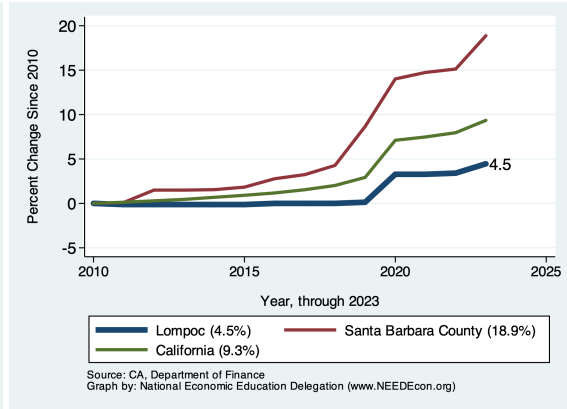 20
15
10
5
0
-5
Percent Change Since 2010
4.5
2010 2015 2020 2025
Year, through 2023
Lompoc (4.5%) Santa Barbara County (18.9%)
California (9.3%)
Source: CA, Department of Finance
Graph by: National Economic Education Delegation (www.NEEDEcon.org)